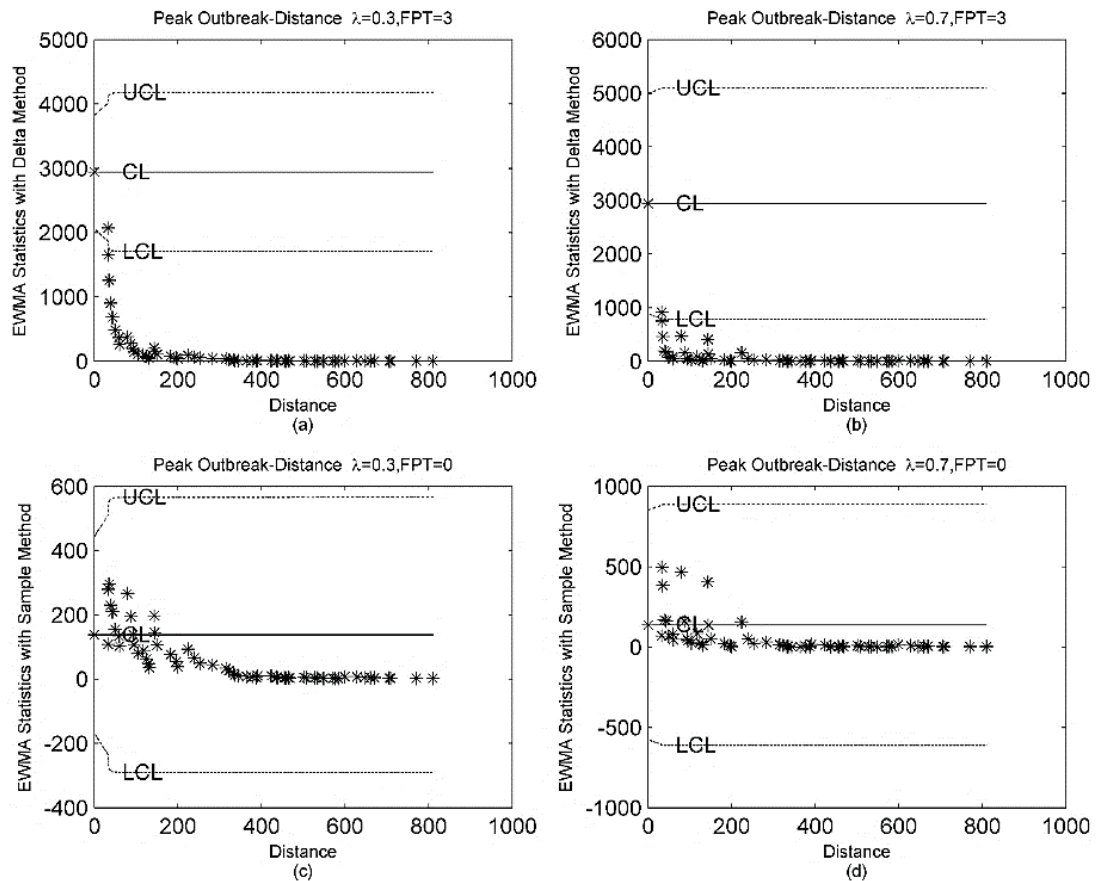 Peak Outbreak-Distance λ=0.3,FPT=3
5000
4000
3000
2000
1000
0
EWMA Statistics with Delta Method
UCL
CL
LCL
0 200 400 600 800 1000
Distance
(a)
Peak Outbreak-Distance λ=0.7,FPT=3
6000
5000
4000
3000
2000
1000
0
EWMA Statistics with Delta Method
UCL
CL
LCL
0 200 400 600 800 1000
Distance
(b)
Peak Outbreak-Distance λ=0.3,FPT=0
600
400
200
0
-200
-400
EWMA Statistics with Sample Method
UCL
CL
LCL
0 200 400 600 800 1000
Distance
(c)
Peak Outbreak-Distance λ=0.7,FPT=0
1000
500
0
-500
-1000
EWMA Statistics with Sample Method
UCL
CL
LCL
0 200 400 600 800 1000
Distance
(d)